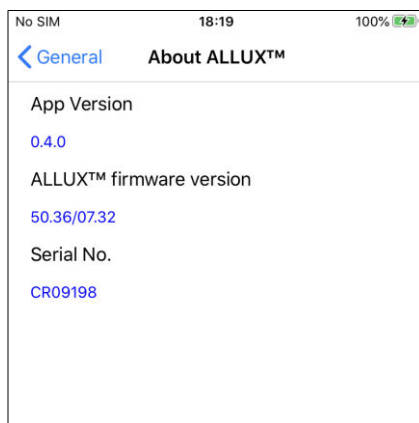 No SIM 18:19 100%
General About ALLUX™
App Version
0.4.0
ALLUX™ firmware version
50.36/07.32
Serial No.
CR09198